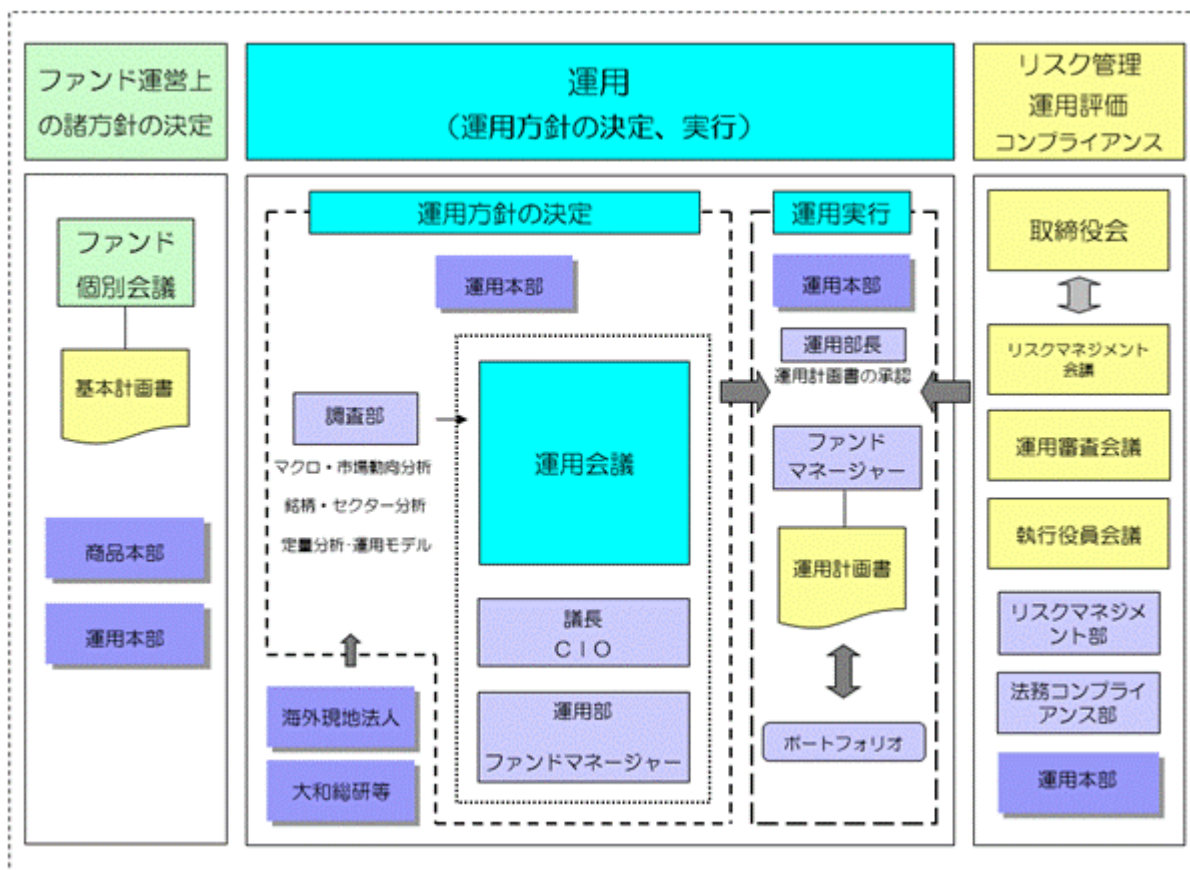 ファンド運営上
の諸方針の決定
運用
（運用方針の決定、実行）
リスク管理
運用評価
コンプライアンス
ファンド
個別会議
基本計画書
商品本部
運用本部
運用方針の決定
運用本部
調査部
マクロ・市場動向分析
銘柄・セクター分析
定量分析・運用モデル
運用会議
議長
ＣＩＯ
運用部
ファンドマネージャー
海外現地法人
大和総研等
運用実行
運用本部
運用部長
運用計画書の承認
ファンド
マネージャー
運用計画書
ポートフォリオ
取締役会
リスクマネジメント
会議
運用審査会議
執行役員会議
リスクマネジメ
ント部
法務コンプライ
アンス部
運用本部